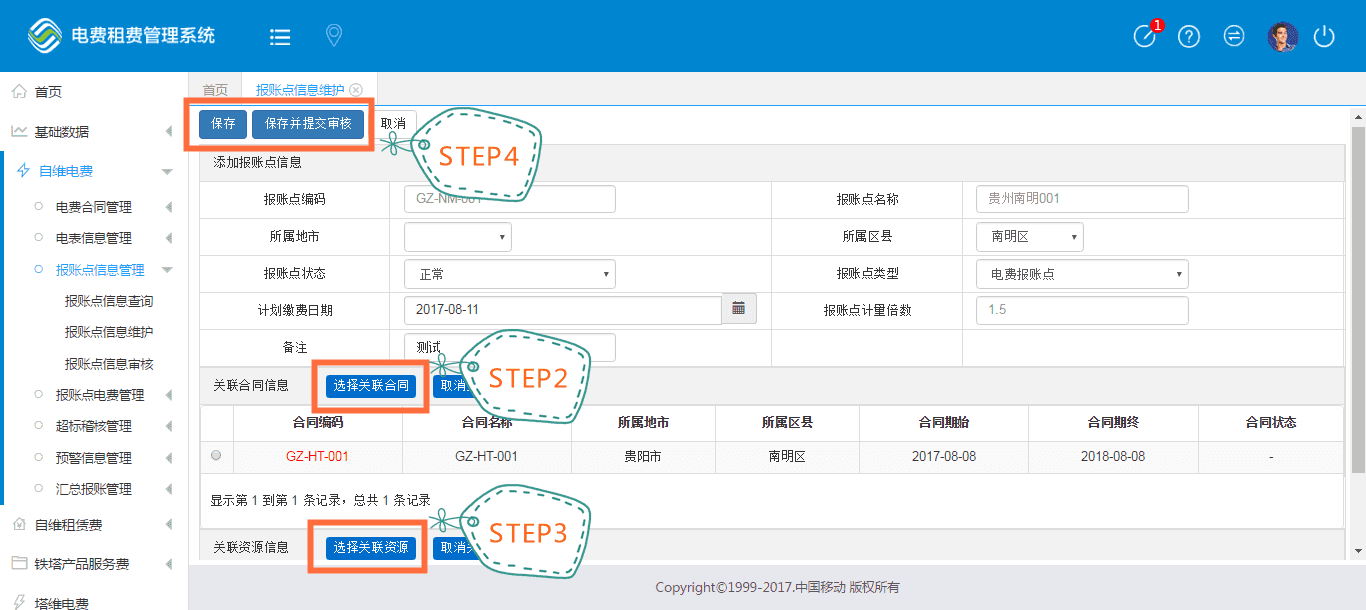 电费租费管理系统
1
首页
基础数据
自维电费
电费合同管理
电表信息管理
报账点信息管理
报账点信息查询
报账点信息维护
报账点信息审核
报账点电费管理
超标稽核管理
预警信息管理
汇总报账管理
自维租赁费
铁塔产品服务费
塔维电费
首页 报账点信息维护
保存 保存并提交审核 取消
STEP4
添加报账点信息
报账点编码 GZ-NM-001 报账点名称 贵州南明001
所属地市 所属区县 南明区
报账点状态 正常 报账点类型 电费报账点
计划缴费日期 2017-08-11 报账点计量倍数 1.5
备注 测试
STEP2
关联合同信息 选择关联合同 取消
合同编码 合同名称 所属地市 所属区县 合同期始 合同期终 合同状态
GZ-HT-001 GZ-HT-001 贵阳市 南明区 2017-08-08 2018-08-08 -
显示第 1 到第 1 条记录，总共 1 条记录
STEP3
关联资源信息 选择关联资源 取消
Copyright©1999-2017.中国移动 版权所有